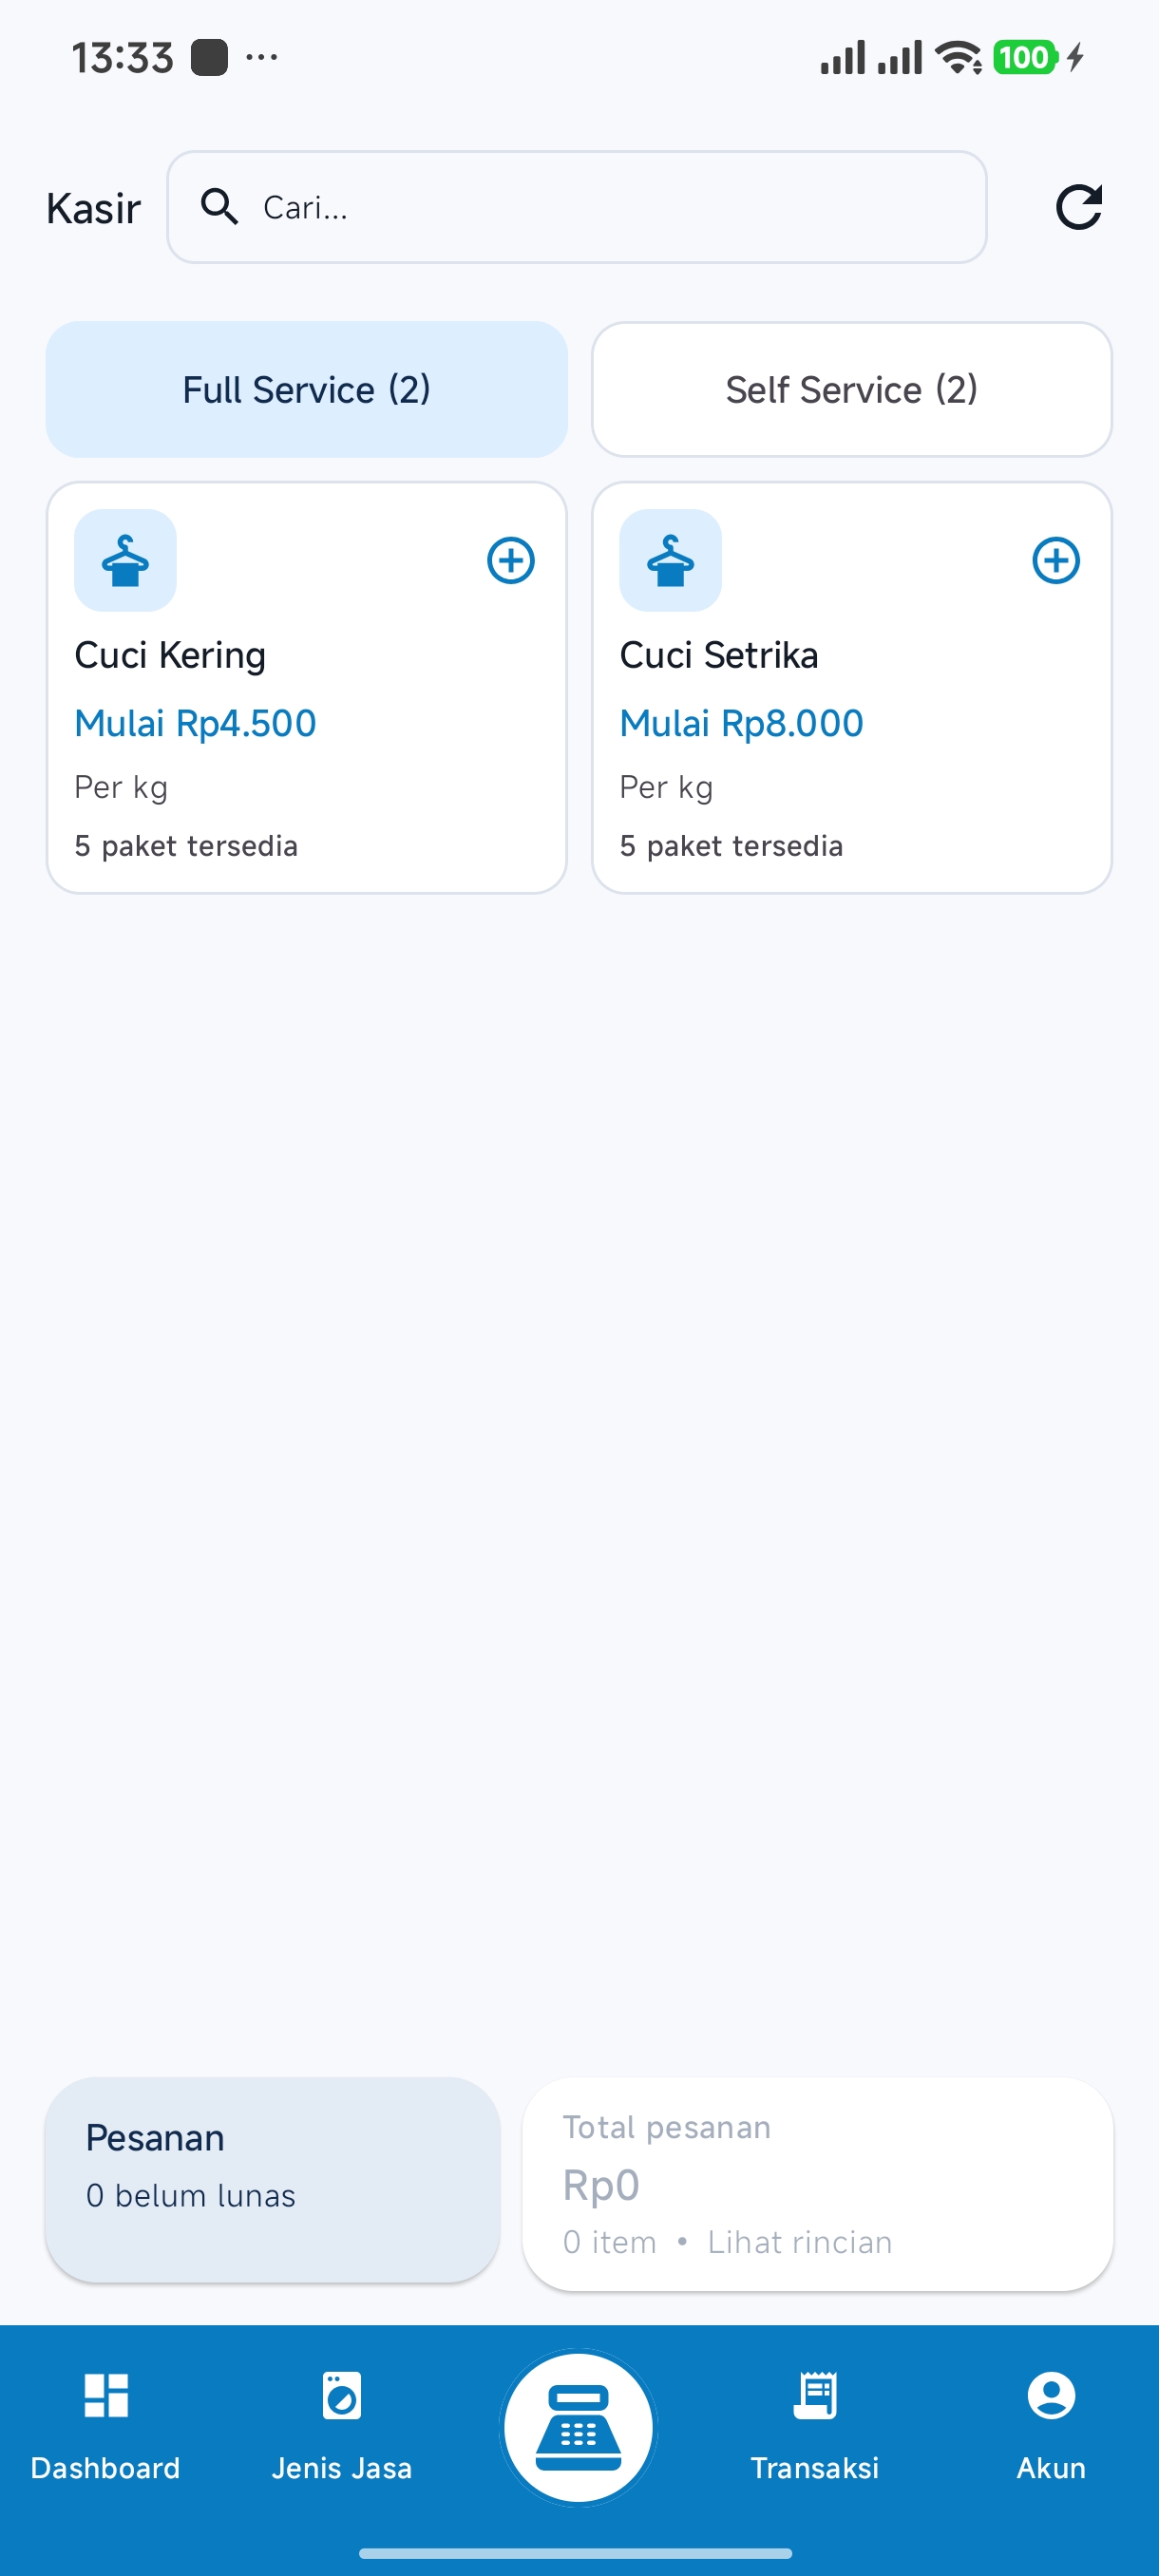 13:33 ... 100
Kasir Cari...
Full Service (2) Self Service (2)
Cuci Kering
Mulai Rp4.500
Per kg
5 paket tersedia
Cuci Setrika
Mulai Rp8.000
Per kg
5 paket tersedia
Pesanan
0 belum lunas
Total pesanan
Rp0
0 item • Lihat rincian
Dashboard Jenis Jasa Transaksi Akun